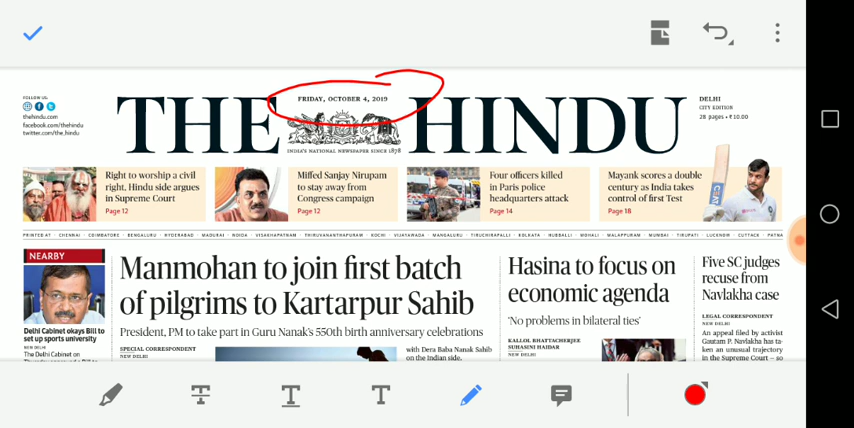 FOLLOW US:
thehindu.com
facebook.com/thehindu
twitter.com/the_hindu
FRIDAY, OCTOBER 4, 2019
THE HINDU
INDIA'S NATIONAL NEWSPAPER SINCE 1878
DELHI
CITY EDITION
28 pages • ₹10.00
Right to worship a civil
right, Hindu side argues
in Supreme Court
Page 12
Miffed Sanjay Nirupam
to stay away from
Congress campaign
Page 12
Four officers killed
in Paris police
headquarters attack
Page 14
Mayank scores a double
century as India takes
control of first Test
Page 18
PRINTED AT • CHENNAI • COIMBATORE • BENGALURU • HYDERABAD • MADURAI • NOIDA • VISAKHAPATNAM • THIRUVANANTHAPURAM • KOCHI • VIJAYAWADA • MANGALURU • TIRUCHIRAPALLI • KOLKATA • HUBBALLI • MOHALI • MALAPPURAM • MUMBAI • TIRUPATI • LUCKNOW • CUTTACK • PATNA
NEARBY
Delhi Cabinet okays Bill to
set up sports university
NEW DELHI
The Delhi Cabinet on
Manmohan to join first batch
of pilgrims to Kartarpur Sahib
President, PM to take part in Guru Nanak's 550th birth anniversary celebrations
SPECIAL CORRESPONDENT
NEW DELHI
with Dera Baba Nanak Sahib
on the Indian side.
Hasina to focus on
economic agenda
'No problems in bilateral ties'
KALLOL BHATTACHERJEE
SUHASINI HAIDAR
NEW DELHI
Five SC judges
recuse from
Navlakha case
LEGAL CORRESPONDENT
NEW DELHI
An appeal filed by activist
Gautam P. Navlakha has ta-
ken an unusual trajectory
in the Supreme Court – so